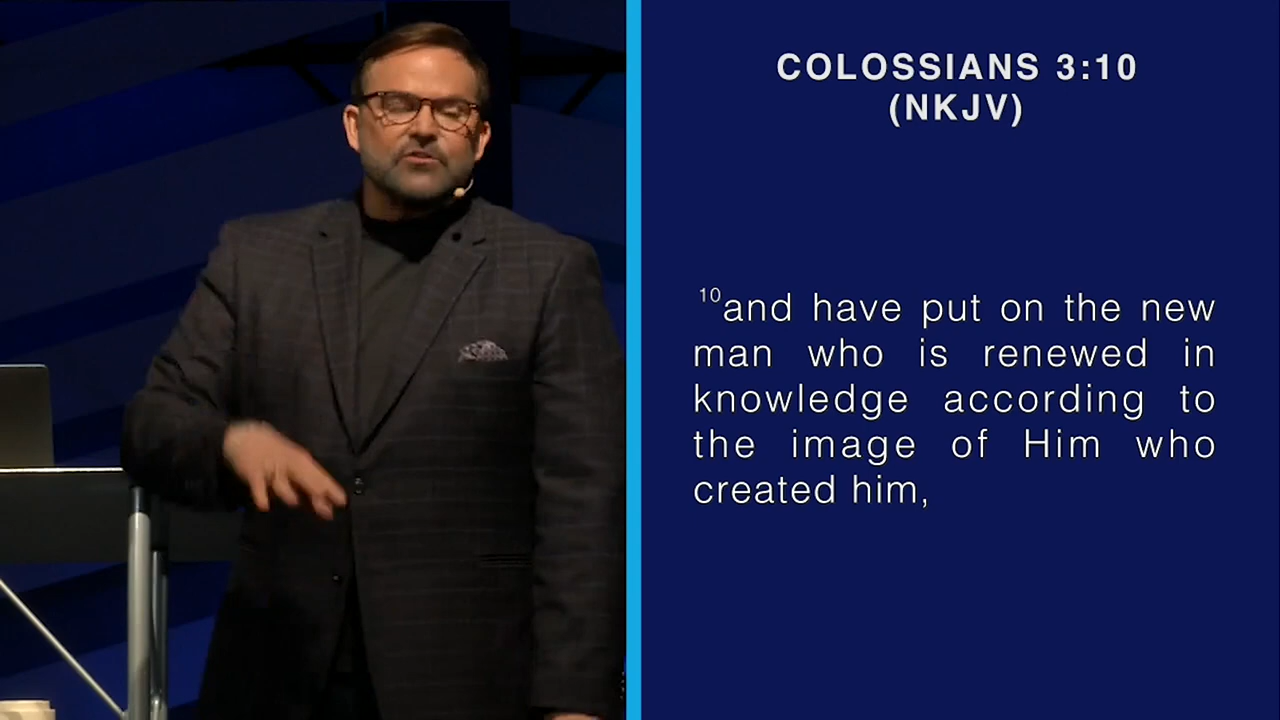 COLOSSIANS 3:10
(NKJV)
10and have put on the new
man who is renewed in
knowledge according to
the image of Him who
created him,